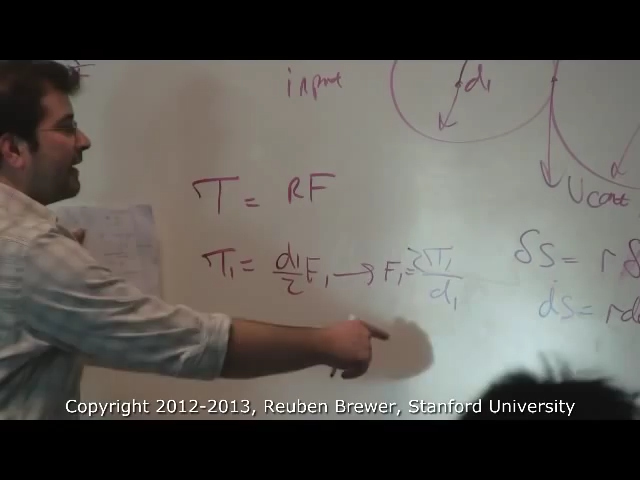 input
d₁
Ucont
T = RF
T₁ = d₁/2 F₁ → F₁ = 2T₁/d₁
δS = r δ
dS = rd
Copyright 2012-2013, Reuben Brewer, Stanford University